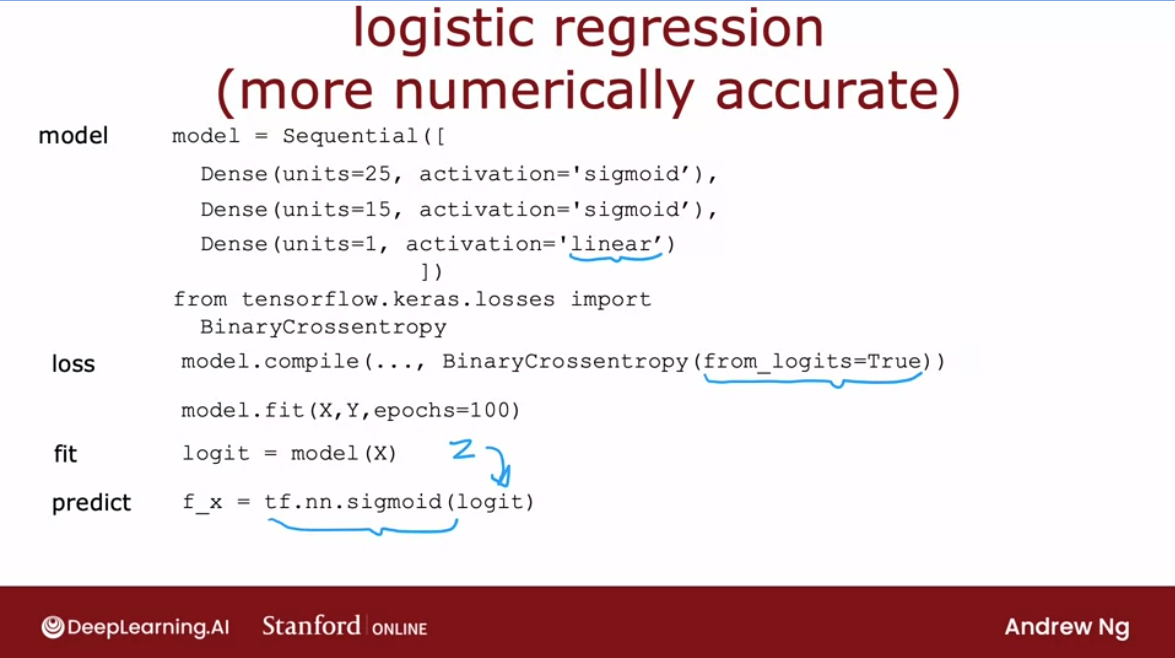 logistic regression
(more numerically accurate)
model model = Sequential([
Dense(units=25, activation='sigmoid’),
Dense(units=15, activation='sigmoid’),
Dense(units=1, activation='linear’)
])
from tensorflow.keras.losses import
BinaryCrossentropy
loss model.compile(..., BinaryCrossentropy(from_logits=True))
model.fit(X,Y,epochs=100)
fit logit = model(X) z
predict f_x = tf.nn.sigmoid(logit)
DeepLearning.AI Stanford ONLINE Andrew Ng